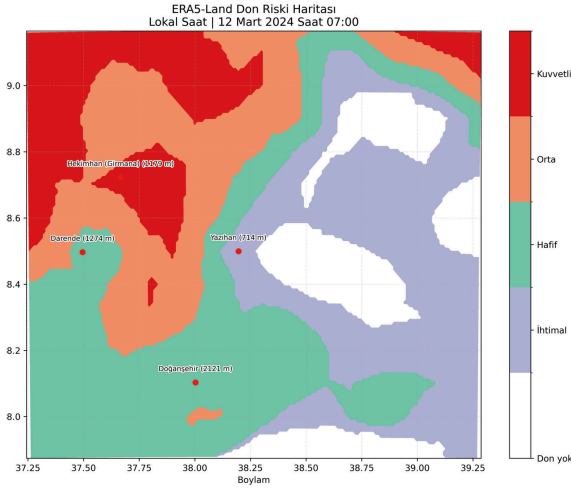 ERA5-Land Don Riski Haritası
Lokal Saat | 12 Mart 2024 Saat 07:00
Kuvvetli
9.0
Orta
8.8
Hekimhan (Girmana) (1179 m)
8.6
Darende (1274 m)
Yazıhan (714 m)
Hafif
8.4
İhtimal
8.2
Doğanşehir (2121 m)
8.0
Don yok
37.25 37.50 37.75 38.00 38.25 38.50 38.75 39.00 39.25
Boylam